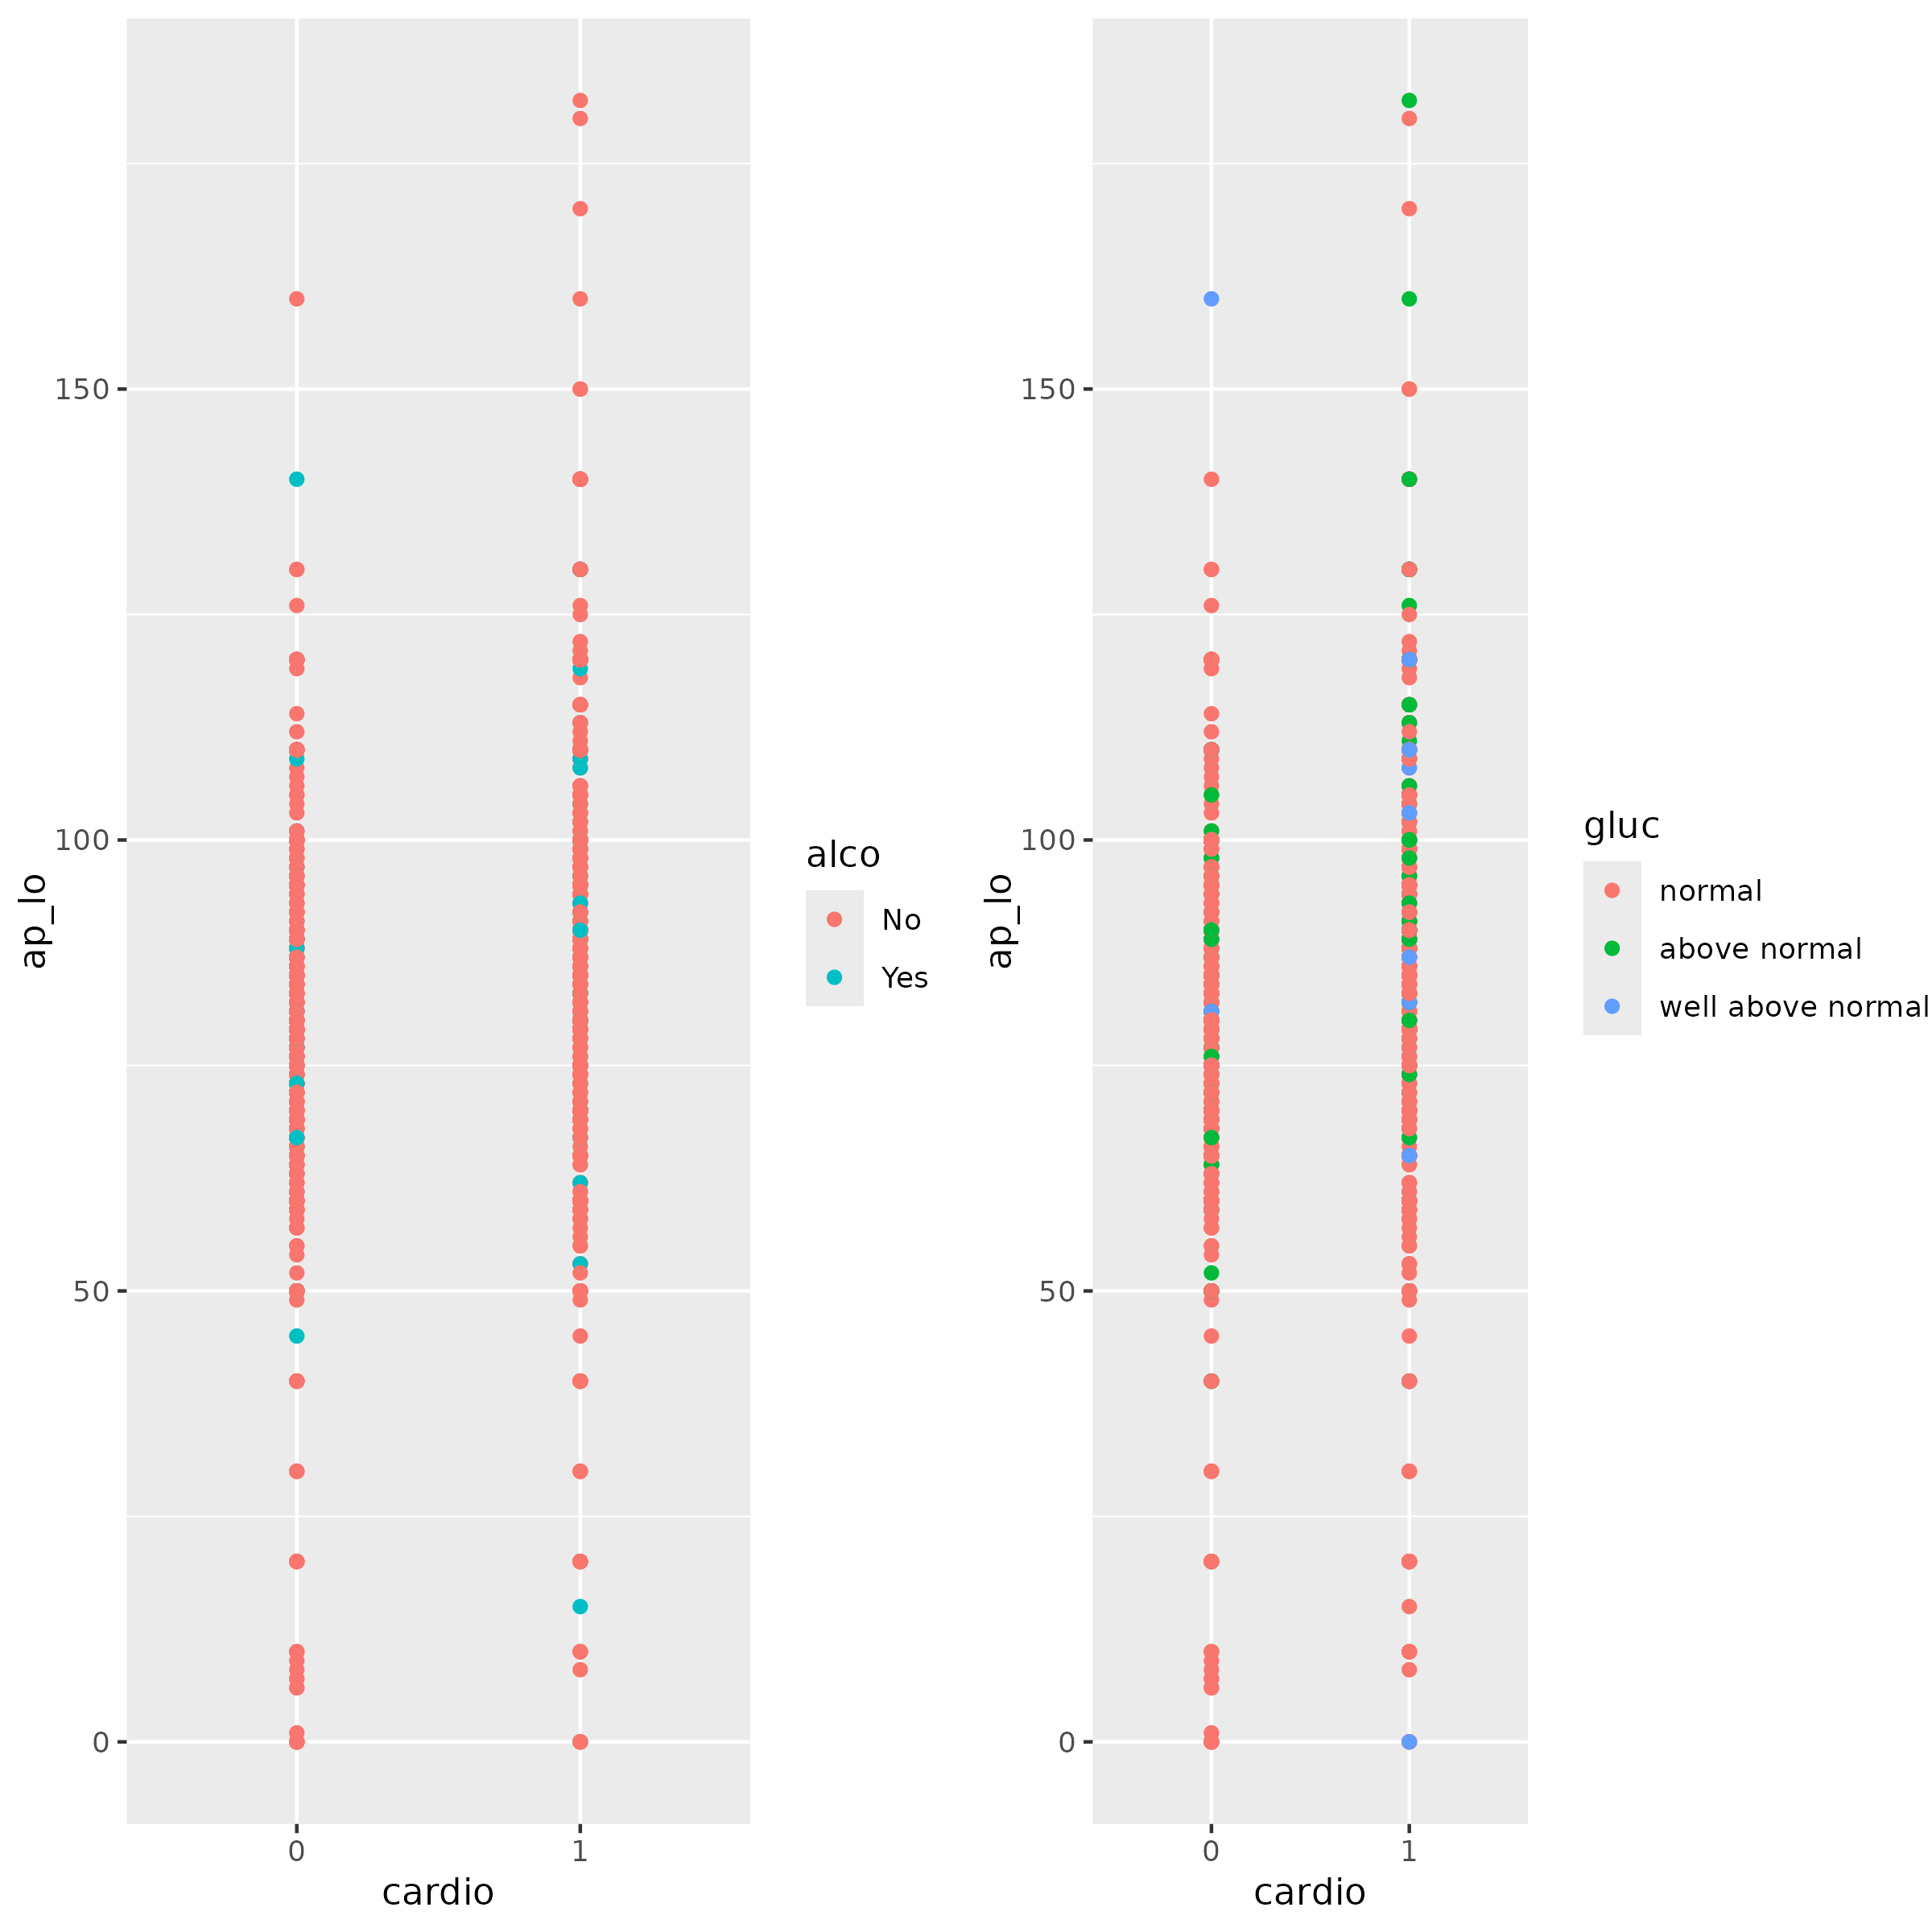 ap_lo
150
100
50
0
0 1
cardio
alco
No
Yes
ap_lo
150
100
50
0
0 1
cardio
gluc
normal
above normal
well above normal